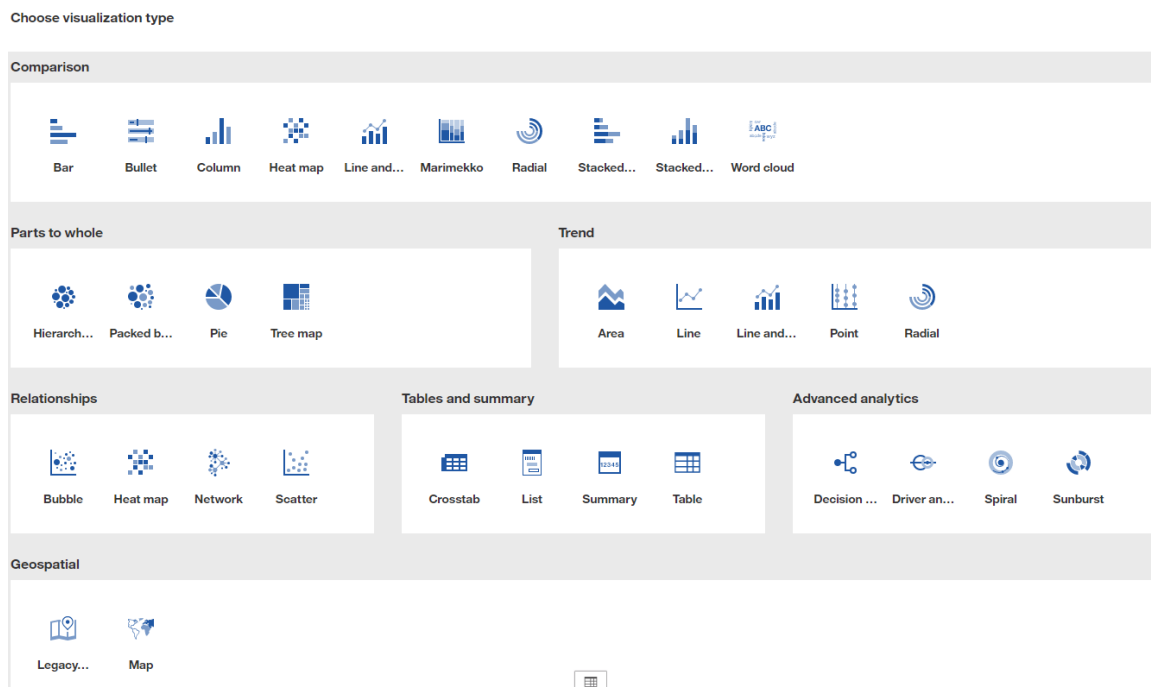 Choose visualization type
Comparison
ABC
Bar Bullet Column Heat map Line and... Marimekko Radial Stacked... Stacked... Word cloud
Parts to whole
Hierarch... Packed b... Pie Tree map
Trend
Area Line Line and... Point Radial
Relationships
Bubble Heat map Network Scatter
Tables and summary
12345
Crosstab List Summary Table
Advanced analytics
Decision ... Driver an... Spiral Sunburst
Geospatial
Legacy... Map